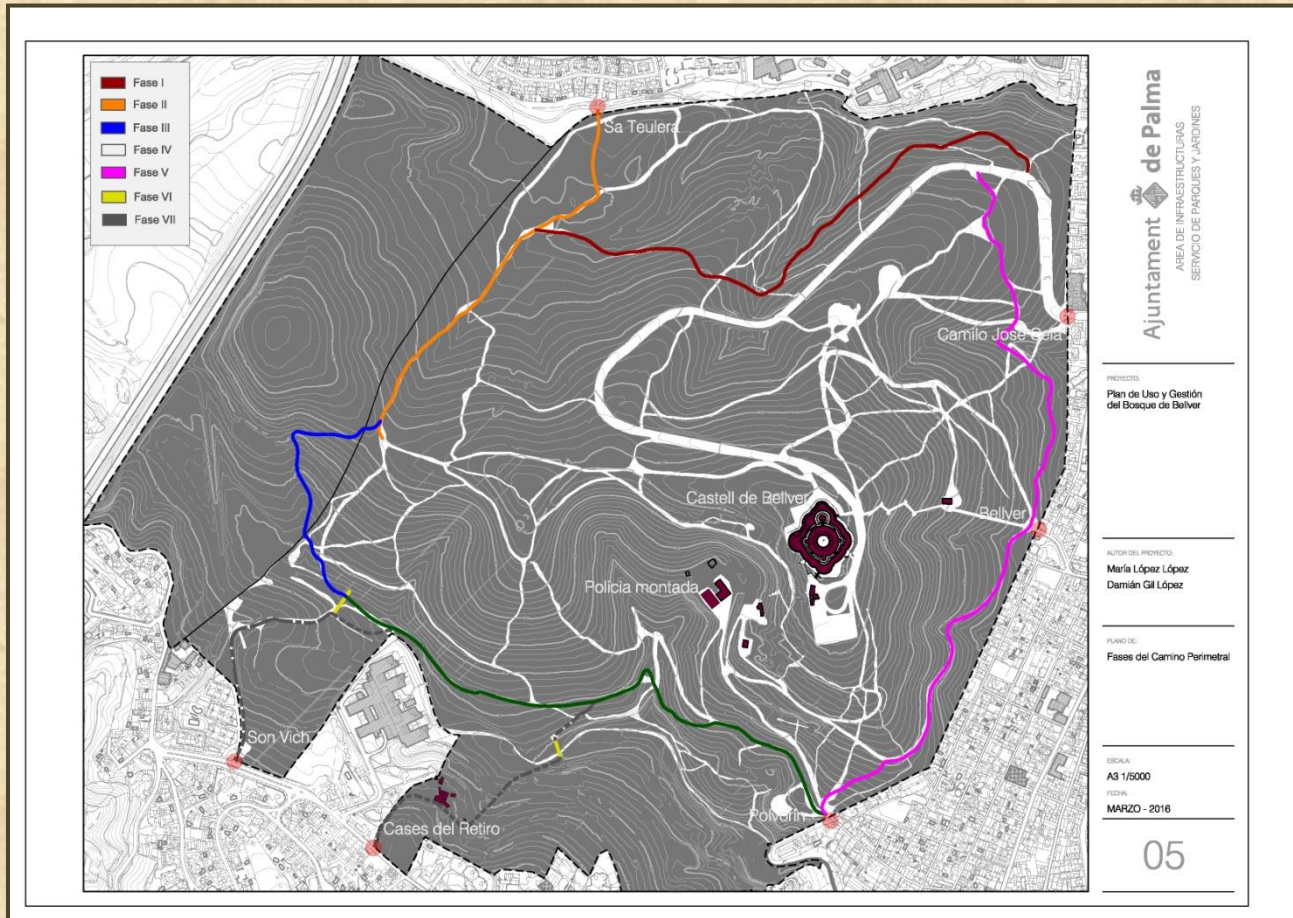 Fase I
Fase II
Fase III
Fase IV
Fase V
Fase VI
Fase VII
Sa Teulera
Camilo José Cela
Castell de Bellver
Bellver
Policia montada
Son Vich
Cases del Retiro
Polvorín
Ajuntament de Palma
AREA DE INFRAESTRUCTURAS
SERVICIO DE PARQUES Y JARDINES
PROYECTO:
Plan de Uso y Gestión
del Bosque de Bellver
AUTOR DEL PROYECTO:
María López López
Damián Gil López
PLANO DE:
Fases del Camino Perimetral
ESCALA:
A3 1/5000
FECHA:
MARZO - 2016
05